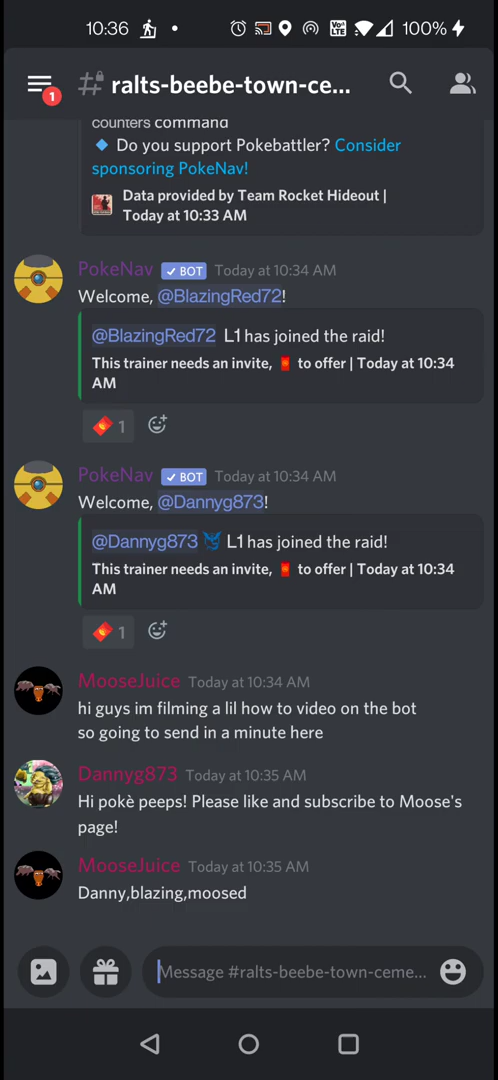 10:36
Vo LTE
100%
1
# ralts-beebe-town-ce...
counters command
Do you support Pokebattler? Consider
sponsoring PokeNav!
Data provided by Team Rocket Hideout |
Today at 10:33 AM
PokeNav ✓ BOT Today at 10:34 AM
Welcome, @BlazingRed72!
@BlazingRed72 L1 has joined the raid!
This trainer needs an invite, 🧧 to offer | Today at 10:34
AM
1
PokeNav ✓ BOT Today at 10:34 AM
Welcome, @Dannyg873!
@Dannyg873 L1 has joined the raid!
This trainer needs an invite, 🧧 to offer | Today at 10:34
AM
1
MooseJuice Today at 10:34 AM
hi guys im filming a lil how to video on the bot
so going to send in a minute here
Dannyg873 Today at 10:35 AM
Hi pokè peeps! Please like and subscribe to Moose's
page!
MooseJuice Today at 10:35 AM
Danny,blazing,moosed
Message #ralts-beebe-town-ceme...